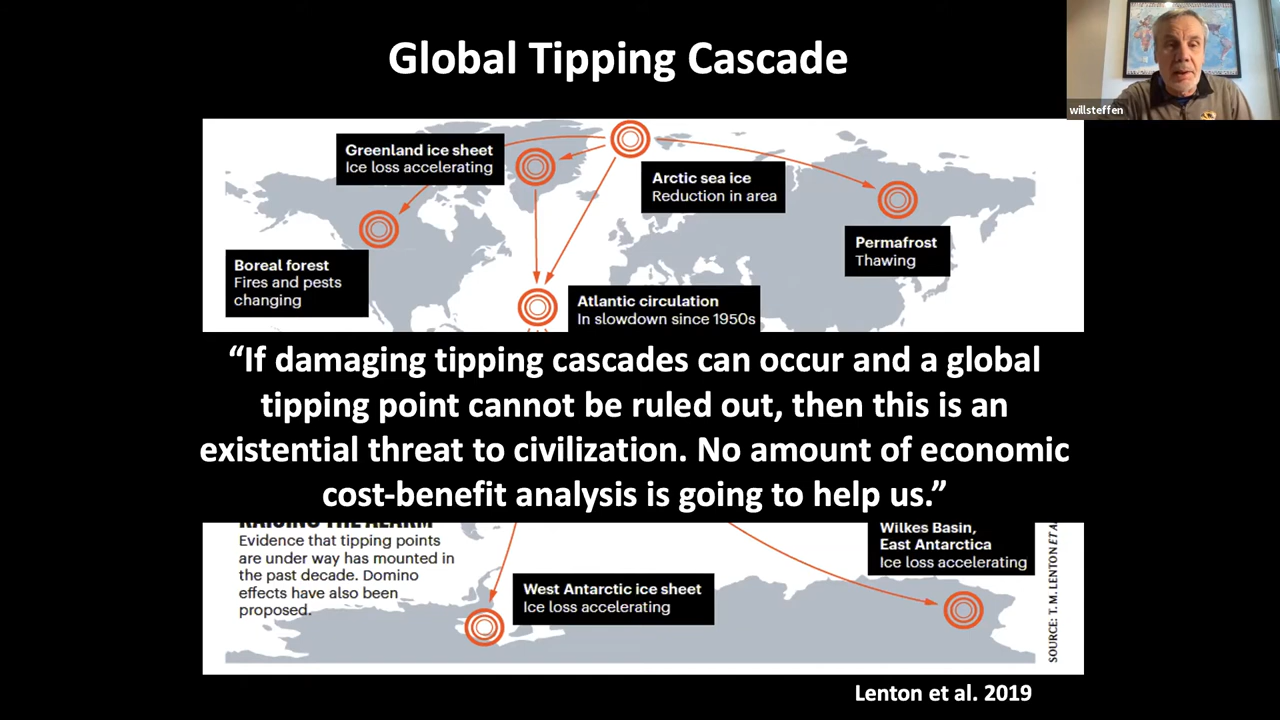 Global Tipping Cascade
willsteffen
Greenland ice sheet
Ice loss accelerating
Arctic sea ice
Reduction in area
Permafrost
Thawing
Boreal forest
Fires and pests
changing
Atlantic circulation
In slowdown since 1950s
“If damaging tipping cascades can occur and a global
tipping point cannot be ruled out, then this is an
existential threat to civilization. No amount of economic
cost-benefit analysis is going to help us.”
RAISING THE ALARM
Evidence that tipping points
are under way has mounted in
the past decade. Domino
effects have also been
proposed.
Wilkes Basin,
East Antarctica
Ice loss accelerating
West Antarctic ice sheet
Ice loss accelerating
SOURCE: T. M. LENTON ET A
Lenton et al. 2019